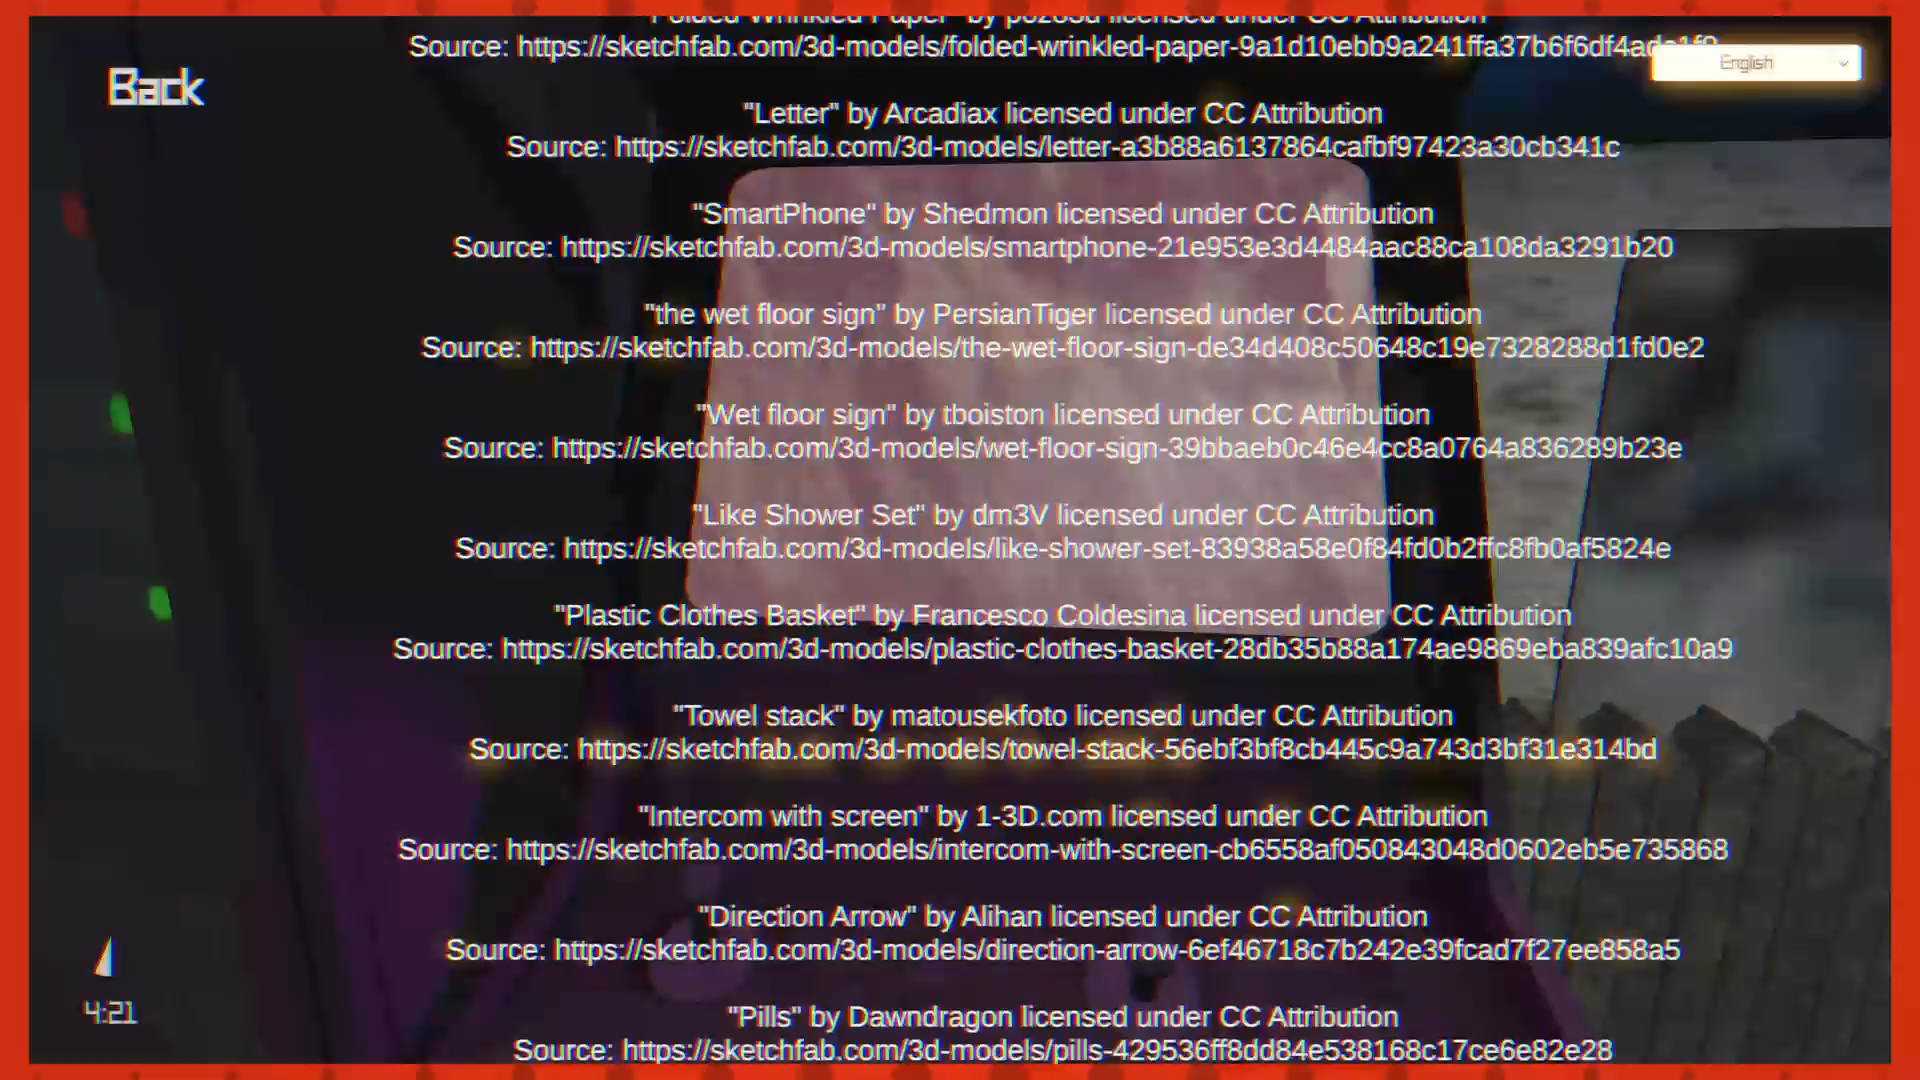 "Folded Wrinkled Paper" by licensed under CC Attribution
Source:
Back
English
"Letter" by Arcadiax licensed under CC Attribution
Source: https://sketchfab.com/3d-models/letter-a3b88a6137864cafbf97423a30cb341c
"SmartPhone" by Shedmon licensed under CC Attribution
Source: https://sketchfab.com/3d-models/smartphone-21e953e3d4484aac88ca108da3291b20
"the wet floor sign" by PersianTiger licensed under CC Attribution
Source: https://sketchfab.com/3d-models/the-wet-floor-sign-de34d408c50648c19e7328288d1fd0e2
"Wet floor sign" by tboiston licensed under CC Attribution
Source: https://sketchfab.com/3d-models/wet-floor-sign-39bbaeb0c46e4cc8a0764a836289b23e
"Like Shower Set" by dm3V licensed under CC Attribution
Source: https://sketchfab.com/3d-models/like-shower-set-83938a58e0f84fd0b2ffc8fb0af5824e
"Plastic Clothes Basket" by Francesco Coldesina licensed under CC Attribution
Source: https://sketchfab.com/3d-models/plastic-clothes-basket-28db35b88a174ae9869eba839afc10a9
"Towel stack" by matousekfoto licensed under CC Attribution
Source: https://sketchfab.com/3d-models/towel-stack-56ebf3bf8cb445c9a743d3bf31e314bd
"Intercom with screen" by 1-3D.com licensed under CC Attribution
Source: https://sketchfab.com/3d-models/intercom-with-screen-cb6558af050843048d0602eb5e735868
"Direction Arrow" by Alihan licensed under CC Attribution
Source: https://sketchfab.com/3d-models/direction-arrow-6ef46718c7b242e39fcad7f27ee858a5
"Pills" by Dawndragon licensed under CC Attribution
Source: https://sketchfab.com/3d-models/pills-429536ff8dd84e538168c17ce6e82e28
4:21